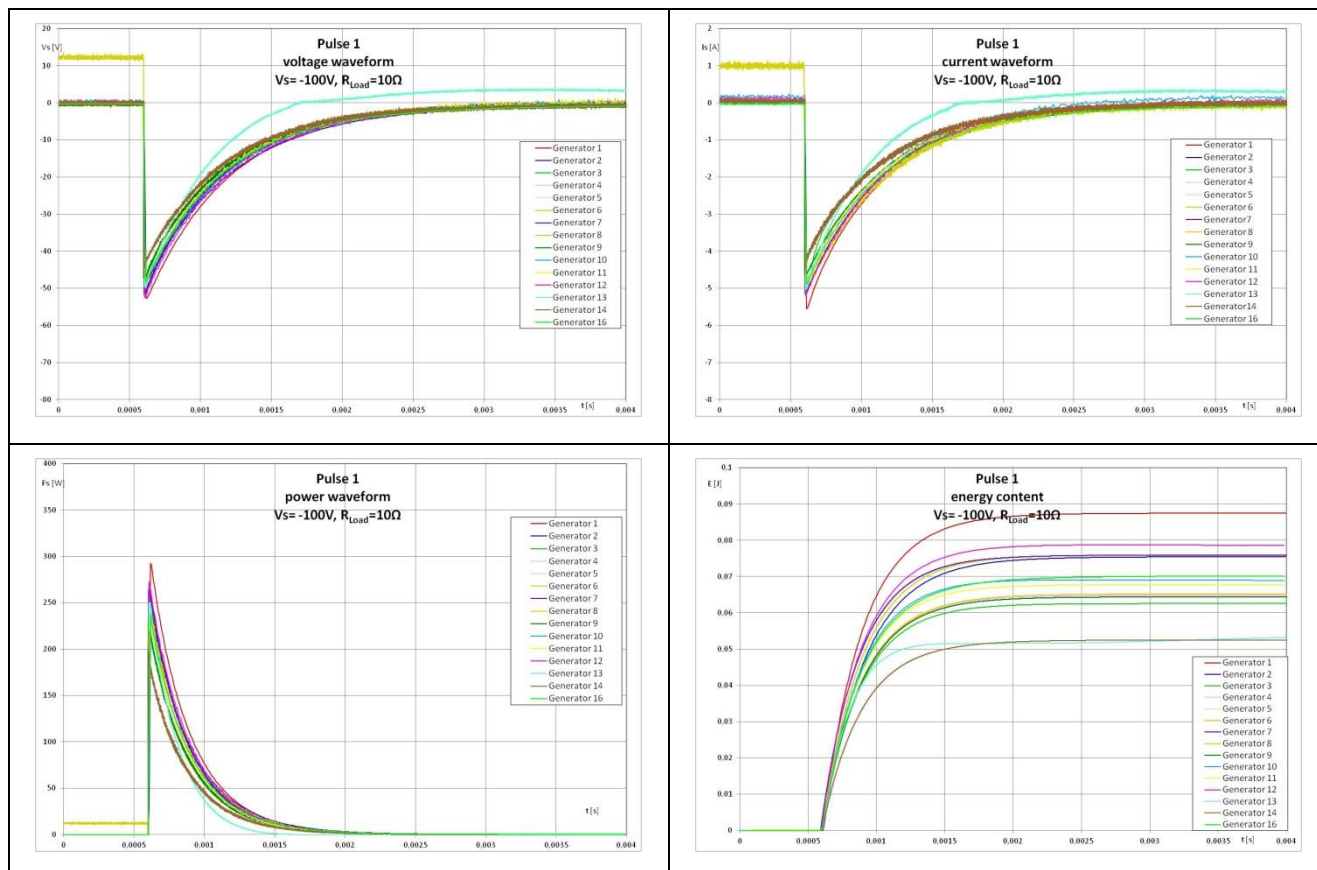 20
Vs [V]
Pulse 1
voltage waveform
Vs= -100V, R_Load=10Ω
10
0
-10
-20
-30
-40
-50
-60
-70
-80
Generator 1
Generator 2
Generator 3
Generator 4
Generator 5
Generator 6
Generator 7
Generator 8
Generator 9
Generator 10
Generator 11
Generator 12
Generator 13
Generator 14
Generator 16
0 0,0005 0,001 0,0015 0,002 0,0025 0,003 0,0035 0,004
t [s]
2
Is [A]
Pulse 1
current waveform
Vs= -100V, R_Load=10Ω
1
0
-1
-2
-3
-4
-5
-6
-7
-8
Generator 1
Generator 2
Generator 3
Generator 4
Generator 5
Generator 6
Generator 7
Generator 8
Generator 9
Generator 10
Generator 11
Generator 12
Generator 13
Generator 14
Generator 16
0 0,0005 0,001 0,0015 0,002 0,0025 0,003 0,0035 0,004
t [s]
400
Ps [W]
Pulse 1
power waveform
Vs= -100V, R_Load=10Ω
350
300
250
200
150
100
50
0
Generator 1
Generator 2
Generator 3
Generator 4
Generator 5
Generator 6
Generator 7
Generator 8
Generator 9
Generator 10
Generator 11
Generator 12
Generator 13
Generator 14
Generator 16
t [s]
0 0,0005 0,001 0,0015 0,002 0,0025 0,003 0,0035 0,004
0,1
E [J]
Pulse 1
energy content
Vs= -100V, R_Load=10Ω
0,09
0,08
0,07
0,06
0,05
0,04
0,03
0,02
0,01
0
Generator 1
Generator 2
Generator 3
Generator 4
Generator 5
Generator 6
Generator 7
Generator 8
Generator 9
Generator 10
Generator 11
Generator 12
Generator 13
Generator 14
Generator 16
0 0,0005 0,001 0,0015 0,002 0,0025 0,003 0,0035 0,004
t [s]